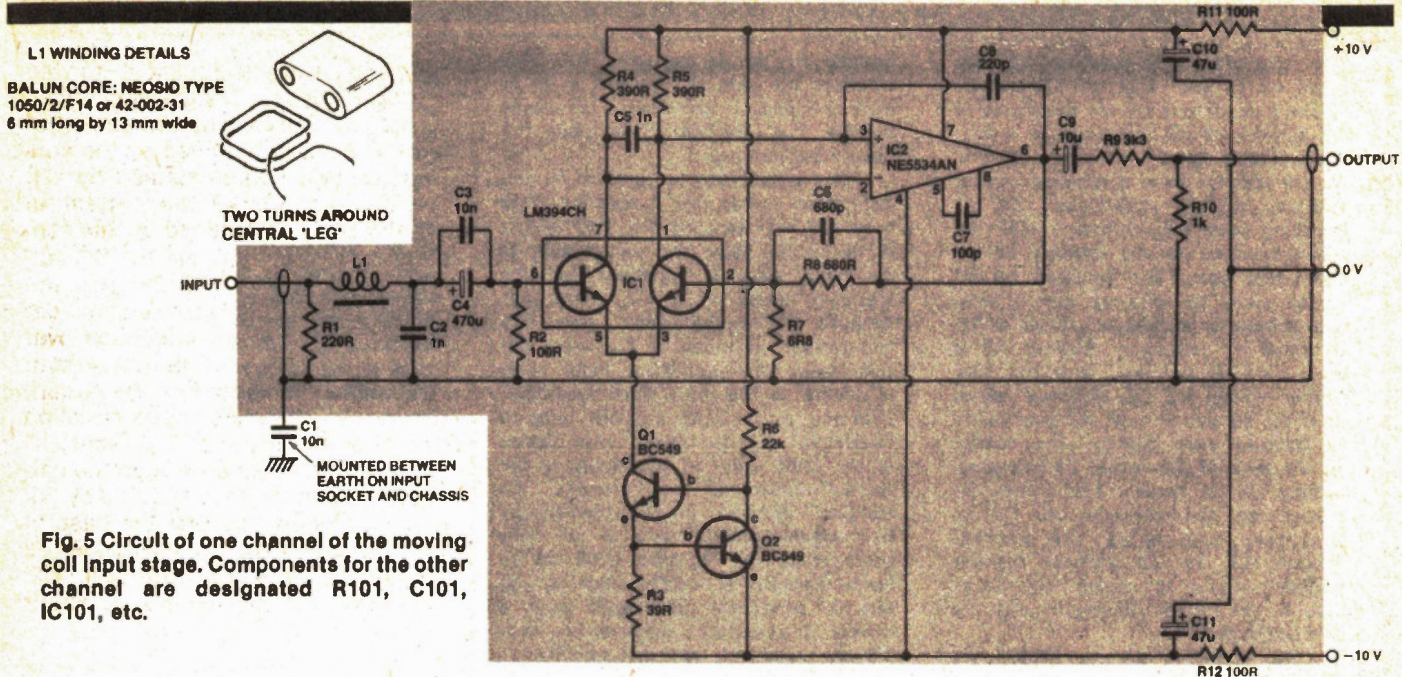 L1 WINDING DETAILS
BALUN CORE: NEOSID TYPE
1050/2/F14 or 42-002-31
6 mm long by 13 mm wide
TWO TURNS AROUND
CENTRAL 'LEG'
INPUT
R1
220R
L1
C2
1n
C3
10n
C4
470u
+
R2
100R
C1
10n
MOUNTED BETWEEN
EARTH ON INPUT
SOCKET AND CHASSIS
LM394CH
IC1
7
1
6
2
5
3
R4
390R
R5
390R
C5 1n
C8
220p
3
+
2
−
IC2
NE5534AN
7
6
4
5
8
C7
100p
C6
680p
R8 680R
R7
6R8
C9
10u
+
R9 3k3
R10
1k
OUTPUT
0 V
R11 100R
+10 V
C10
47u
+
Q1
BC549
c
b
e
R6
22k
Q2
BC549
c
b
e
R3
39R
C11
47u
+
R12 100R
−10 V
Fig. 5 Circuit of one channel of the moving
coil input stage. Components for the other
channel are designated R101, C101,
IC101, etc.